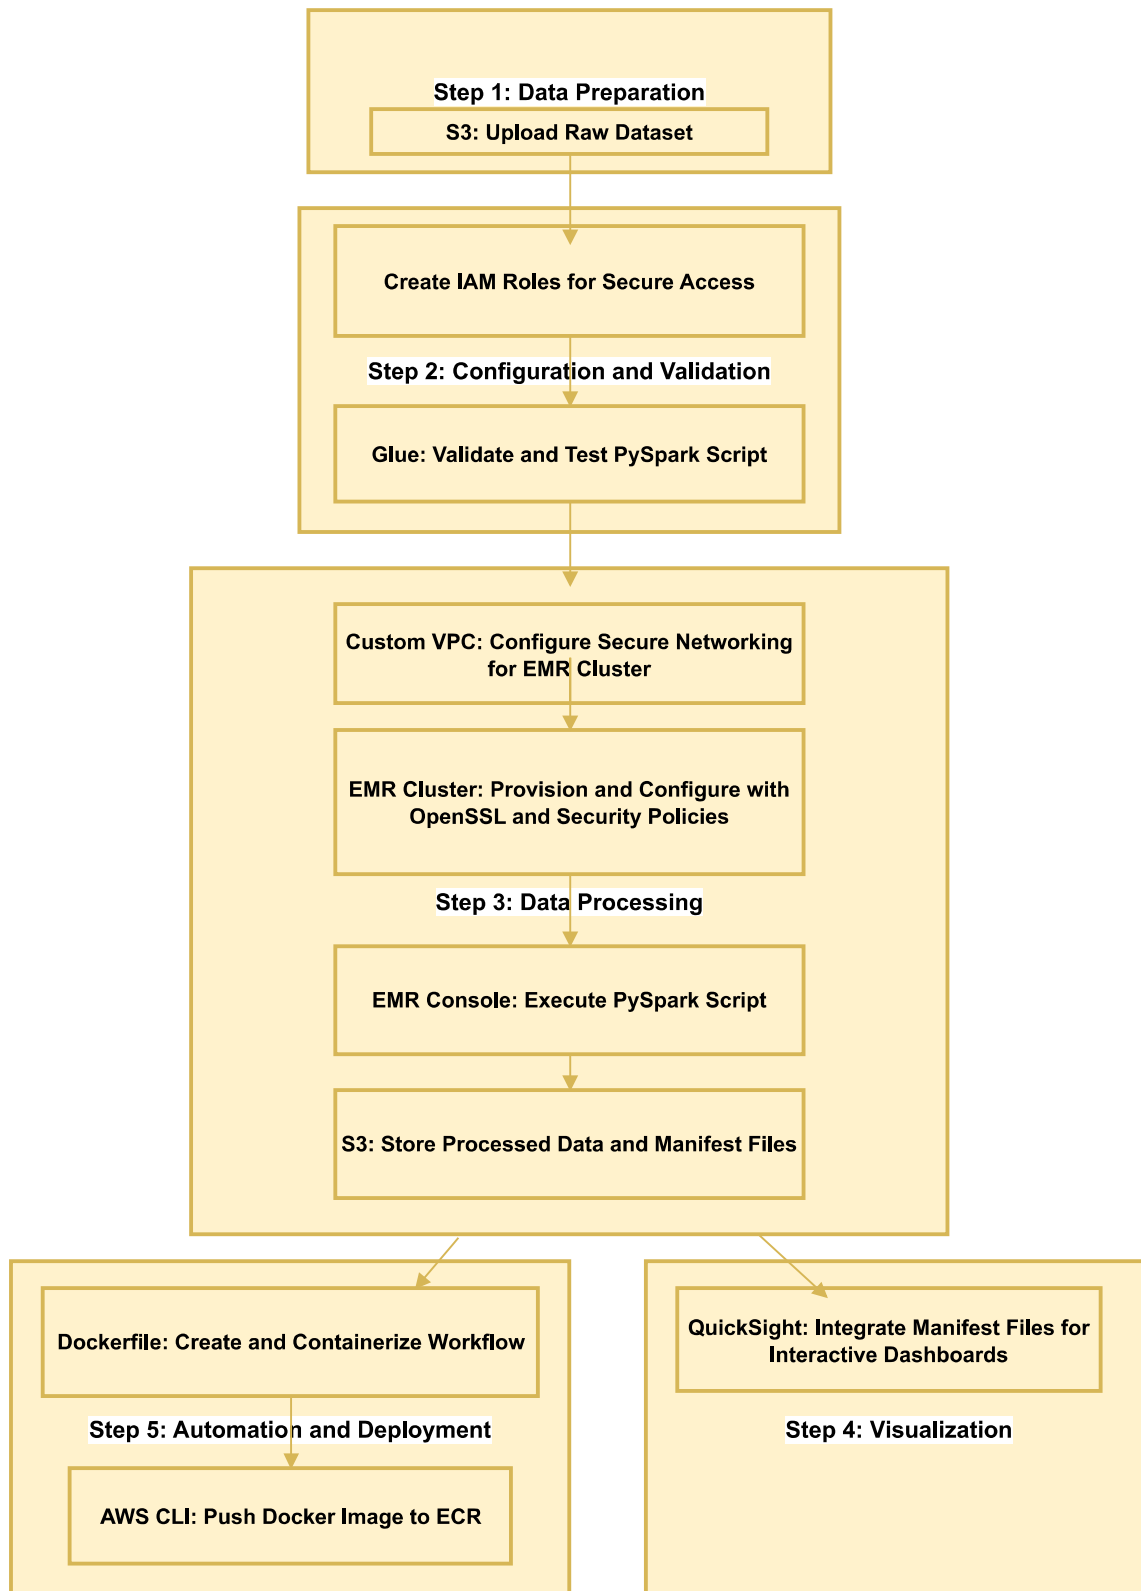 Step 1: Data Preparation
S3: Upload Raw Dataset
Create IAM Roles for Secure Access
Step 2: Configuration and Validation
Glue: Validate and Test PySpark Script
Custom VPC: Configure Secure Networking
for EMR Cluster
EMR Cluster: Provision and Configure with
OpenSSL and Security Policies
Step 3: Data Processing
EMR Console: Execute PySpark Script
S3: Store Processed Data and Manifest Files
Dockerfile: Create and Containerize Workflow
Step 5: Automation and Deployment
AWS CLI: Push Docker Image to ECR
QuickSight: Integrate Manifest Files for
Interactive Dashboards
Step 4: Visualization